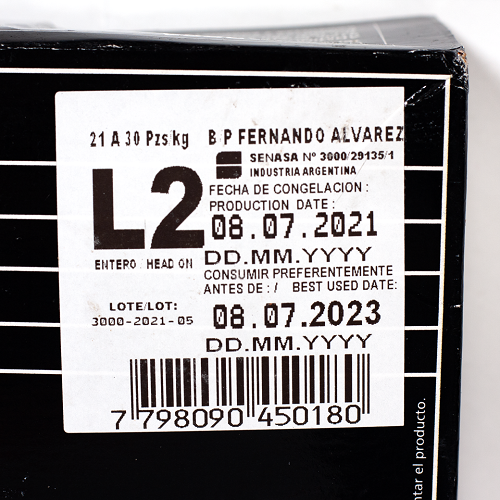 21 A 30 Pzs/kg B/P FERNANDO ALVAREZ
SENASA Nº 3000/29135/1
INDUSTRIA ARGENTINA
L2
FECHA DE CONGELACION :
PRODUCTION DATE :
08.07.2021
DD.MM.YYYY
ENTERO / HEAD ON
CONSUMIR PREFERENTEMENTE
ANTES DE : / BEST USED DATE:
LOTE/LOT:
3000-2021-05
08.07.2023
DD.MM.YYYY
7 798090 450180
el producto.